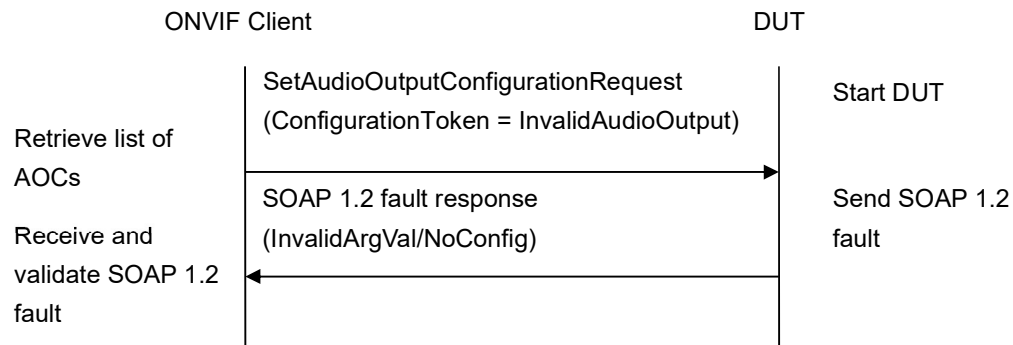 ONVIF Client
DUT
SetAudioOutputConfigurationRequest
(ConfigurationToken = InvalidAudioOutput)
Start DUT
Retrieve list of
AOCs
SOAP 1.2 fault response
(InvalidArgVal/NoConfig)
Send SOAP 1.2
fault
Receive and
validate SOAP 1.2
fault